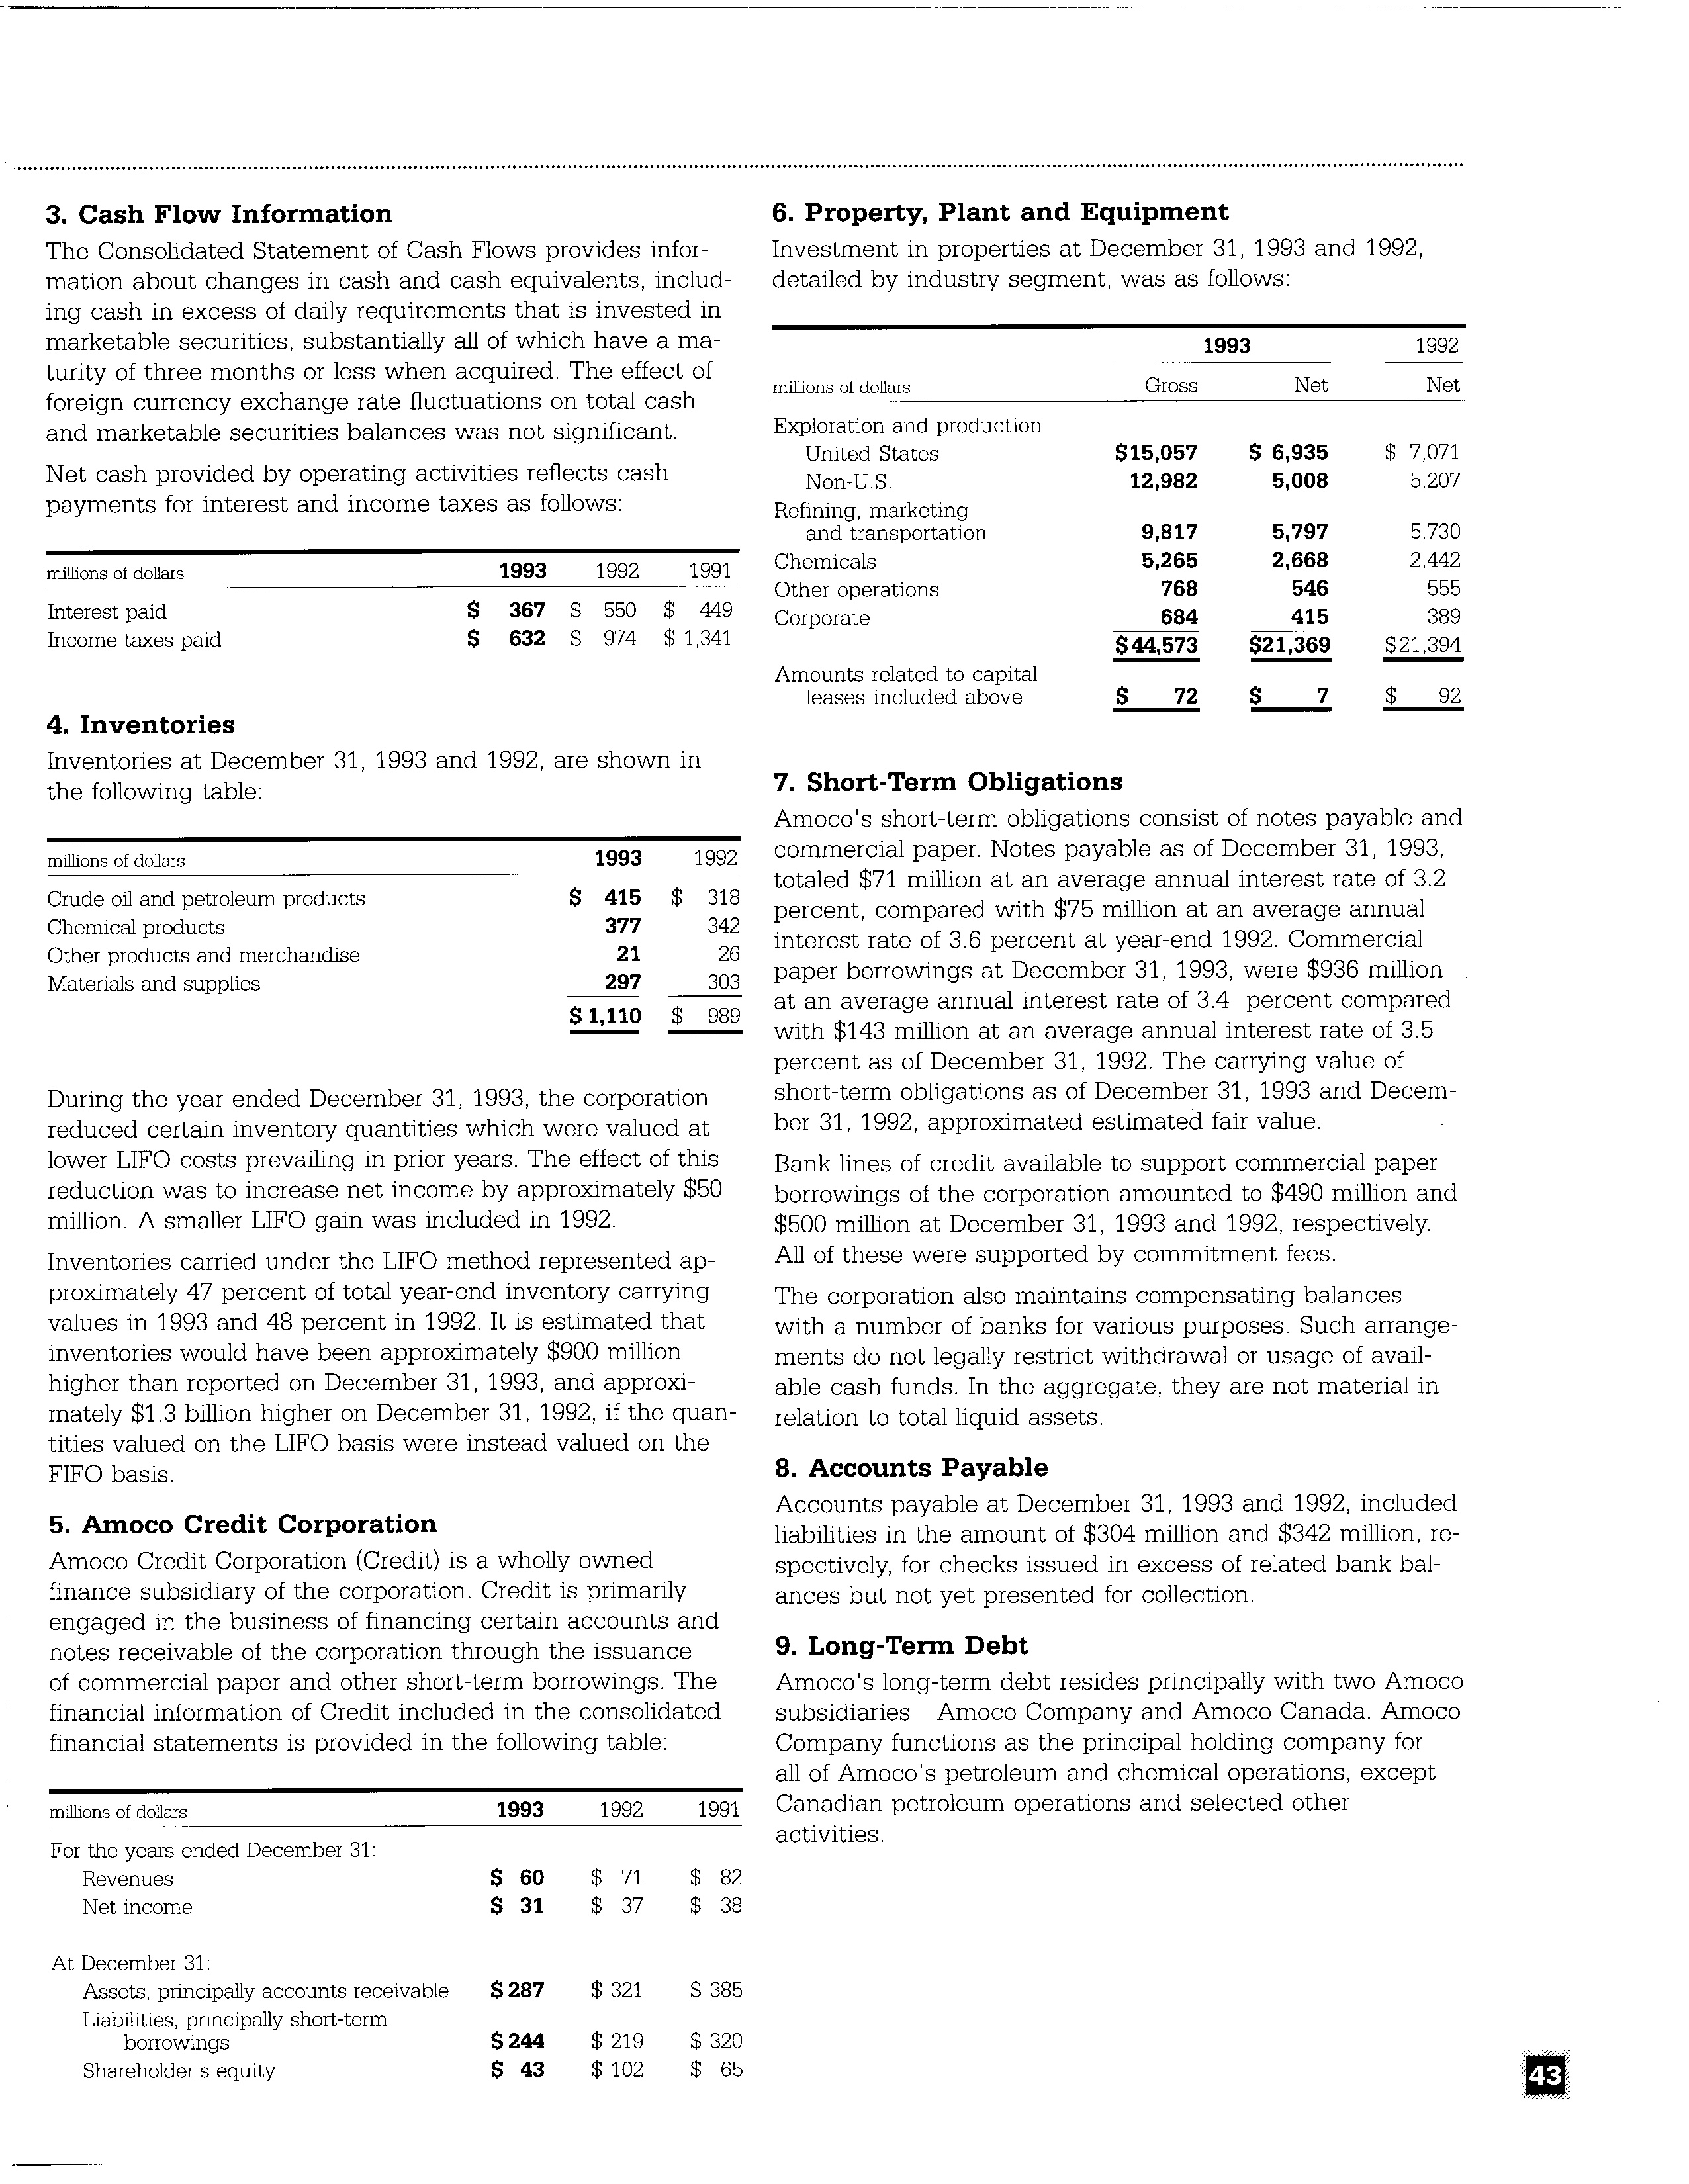 3. Cash Flow Information
The Consolidated Statement of Cash Flows provides infor-
mation about changes in cash and cash equivalents, includ-
ing cash in excess of daily requirements that is invested in
marketable securities, substantially all of which have a ma-
turity of three months or less when acquired. The effect of
foreign currency exchange rate fluctuations on total cash
and marketable securities balances was not significant.
Net cash provided by operating activities reflects cash
payments for interest and income taxes as follows:
millions of dollars 1993 1992 1991
Interest paid $ 367 $ 550 $ 449
Income taxes paid $ 632 $ 974 $ 1,341
4. Inventories
Inventories at December 31, 1993 and 1992, are shown in
the following table:
millions of dollars 1993 1992
Crude oil and petroleum products $ 415 $ 318
Chemical products 377 342
Other products and merchandise 21 26
Materials and supplies 297 303
$ 1,110 $ 989
During the year ended December 31, 1993, the corporation
reduced certain inventory quantities which were valued at
lower LIFO costs prevailing in prior years. The effect of this
reduction was to increase net income by approximately $50
million. A smaller LIFO gain was included in 1992.
Inventories carried under the LIFO method represented ap-
proximately 47 percent of total year-end inventory carrying
values in 1993 and 48 percent in 1992. It is estimated that
inventories would have been approximately $900 million
higher than reported on December 31, 1993, and approxi-
mately $1.3 billion higher on December 31, 1992, if the quan-
tities valued on the LIFO basis were instead valued on the
FIFO basis.
5. Amoco Credit Corporation
Amoco Credit Corporation (Credit) is a wholly owned
finance subsidiary of the corporation. Credit is primarily
engaged in the business of financing certain accounts and
notes receivable of the corporation through the issuance
of commercial paper and other short-term borrowings. The
financial information of Credit included in the consolidated
financial statements is provided in the following table:
millions of dollars 1993 1992 1991
For the years ended December 31:
Revenues $ 60 $ 71 $ 82
Net income $ 31 $ 37 $ 38
At December 31:
Assets, principally accounts receivable $ 287 $ 321 $ 385
Liabilities, principally short-term
borrowings $ 244 $ 219 $ 320
Shareholder's equity $ 43 $ 102 $ 65
6. Property, Plant and Equipment
Investment in properties at December 31, 1993 and 1992,
detailed by industry segment, was as follows:
1993 1992
millions of dollars Gross Net Net
Exploration and production
United States $15,057 $ 6,935 $ 7,071
Non-U.S. 12,982 5,008 5,207
Refining, marketing
and transportation 9,817 5,797 5,730
Chemicals 5,265 2,668 2,442
Other operations 768 546 555
Corporate 684 415 389
$44,573 $21,369 $21,394
Amounts related to capital
leases included above $ 72 $ 7 $ 92
7. Short-Term Obligations
Amoco's short-term obligations consist of notes payable and
commercial paper. Notes payable as of December 31, 1993,
totaled $71 million at an average annual interest rate of 3.2
percent, compared with $75 million at an average annual
interest rate of 3.6 percent at year-end 1992. Commercial
paper borrowings at December 31, 1993, were $936 million
at an average annual interest rate of 3.4 percent compared
with $143 million at an average annual interest rate of 3.5
percent as of December 31, 1992. The carrying value of
short-term obligations as of December 31, 1993 and Decem-
ber 31, 1992, approximated estimated fair value.
Bank lines of credit available to support commercial paper
borrowings of the corporation amounted to $490 million and
$500 million at December 31, 1993 and 1992, respectively.
All of these were supported by commitment fees.
The corporation also maintains compensating balances
with a number of banks for various purposes. Such arrange-
ments do not legally restrict withdrawal or usage of avail-
able cash funds. In the aggregate, they are not material in
relation to total liquid assets.
8. Accounts Payable
Accounts payable at December 31, 1993 and 1992, included
liabilities in the amount of $304 million and $342 million, re-
spectively, for checks issued in excess of related bank bal-
ances but not yet presented for collection.
9. Long-Term Debt
Amoco's long-term debt resides principally with two Amoco
subsidiaries—Amoco Company and Amoco Canada. Amoco
Company functions as the principal holding company for
all of Amoco's petroleum and chemical operations, except
Canadian petroleum operations and selected other
activities.
43